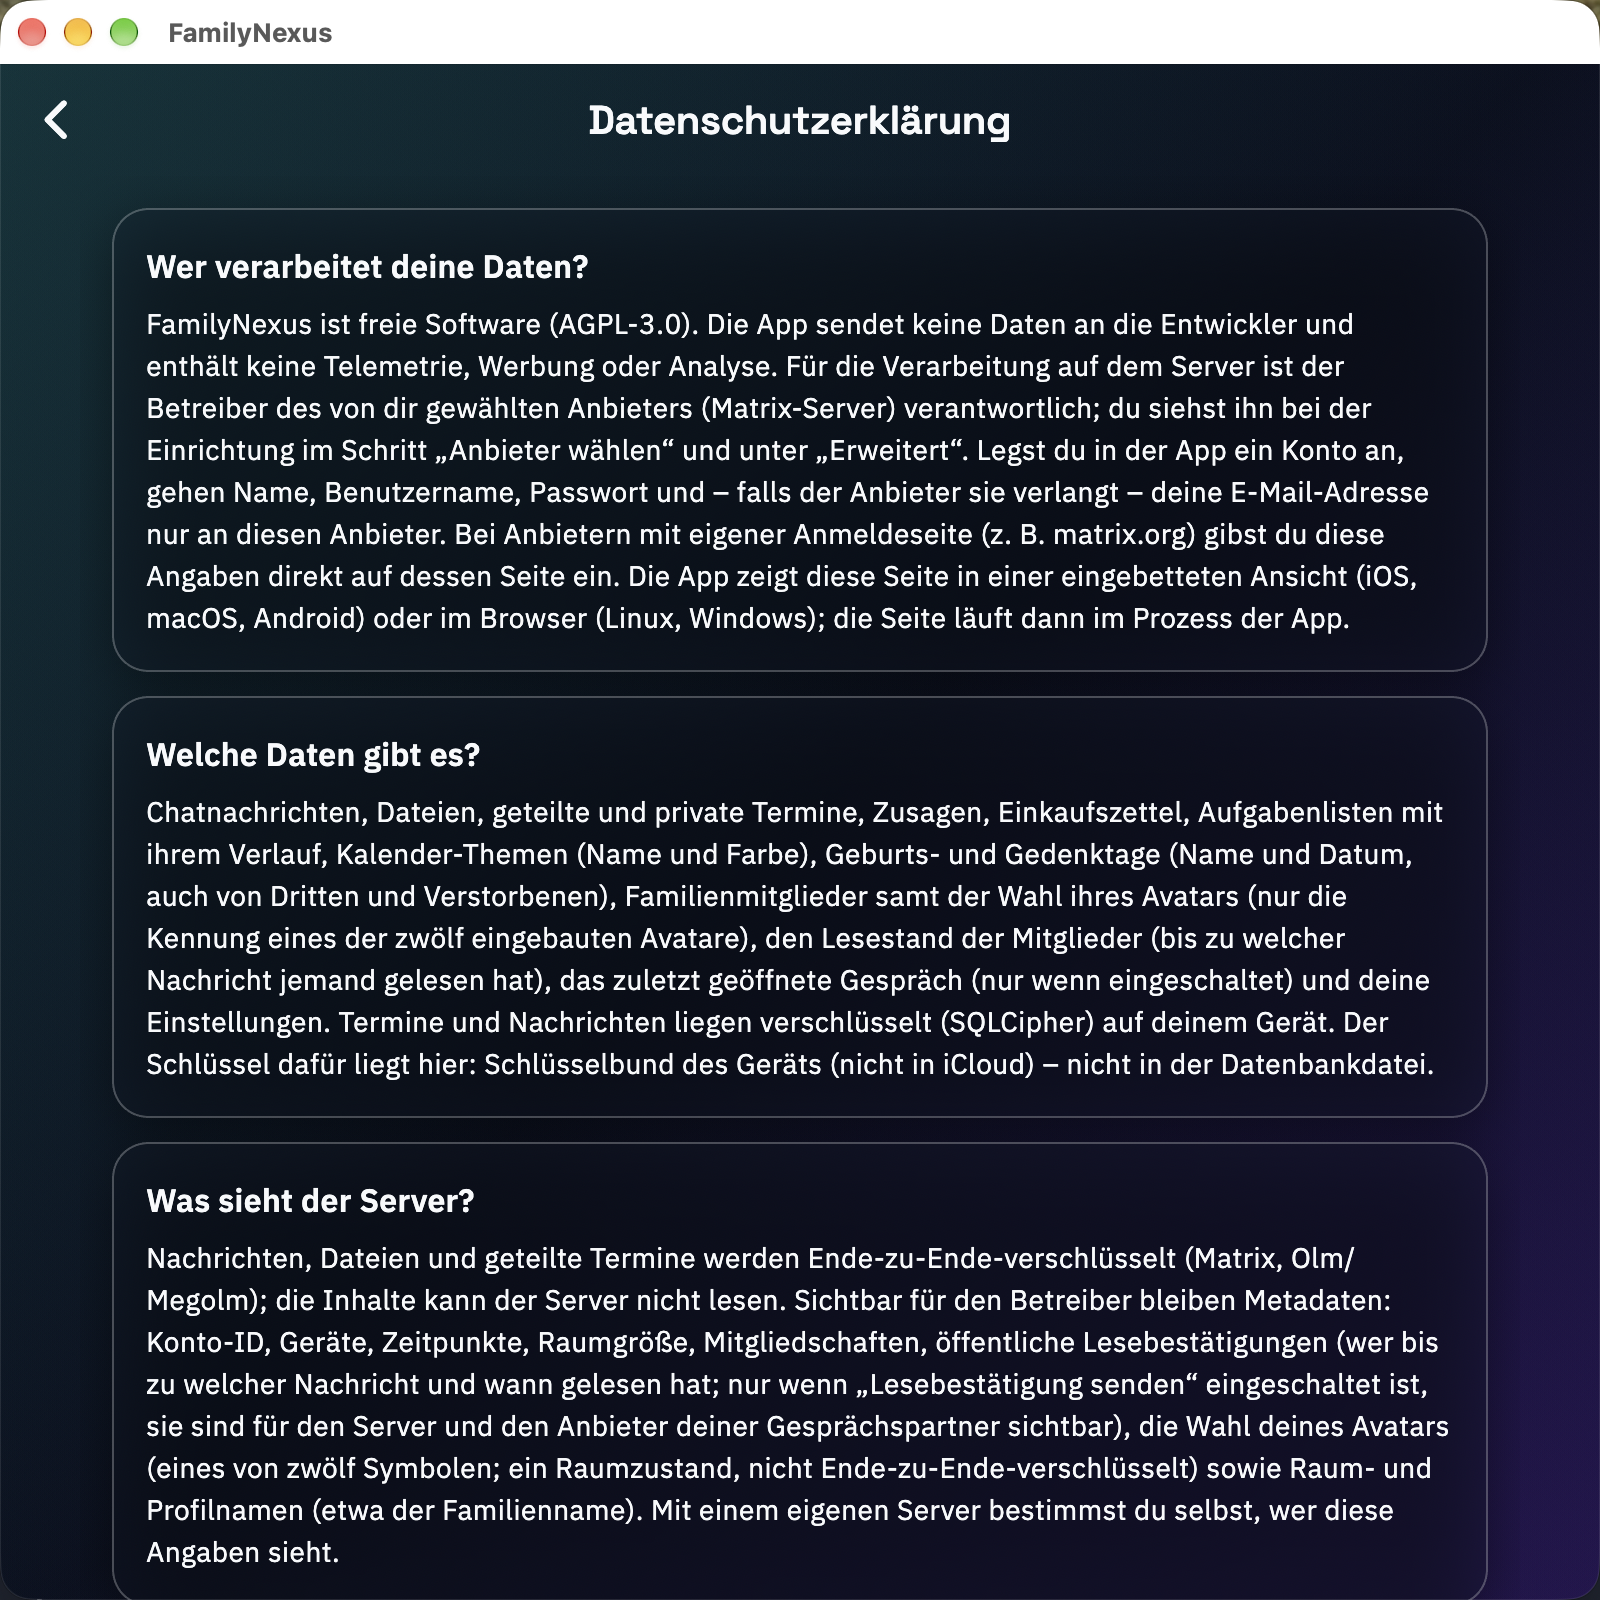 FamilyNexus
Datenschutzerklärung
Wer verarbeitet deine Daten?
FamilyNexus ist freie Software (AGPL-3.0). Die App sendet keine Daten an die Entwickler und
enthält keine Telemetrie, Werbung oder Analyse. Für die Verarbeitung auf dem Server ist der
Betreiber des von dir gewählten Anbieters (Matrix-Server) verantwortlich; du siehst ihn bei der
Einrichtung im Schritt „Anbieter wählen“ und unter „Erweitert“. Legst du in der App ein Konto an,
gehen Name, Benutzername, Passwort und – falls der Anbieter sie verlangt – deine E-Mail-Adresse
nur an diesen Anbieter. Bei Anbietern mit eigener Anmeldeseite (z. B. matrix.org) gibst du diese
Angaben direkt auf dessen Seite ein. Die App zeigt diese Seite in einer eingebetteten Ansicht (iOS,
macOS, Android) oder im Browser (Linux, Windows); die Seite läuft dann im Prozess der App.
Welche Daten gibt es?
Chatnachrichten, Dateien, geteilte und private Termine, Zusagen, Einkaufszettel, Aufgabenlisten mit
ihrem Verlauf, Kalender-Themen (Name und Farbe), Geburts- und Gedenktage (Name und Datum,
auch von Dritten und Verstorbenen), Familienmitglieder samt der Wahl ihres Avatars (nur die
Kennung eines der zwölf eingebauten Avatare), den Lesestand der Mitglieder (bis zu welcher
Nachricht jemand gelesen hat), das zuletzt geöffnete Gespräch (nur wenn eingeschaltet) und deine
Einstellungen. Termine und Nachrichten liegen verschlüsselt (SQLCipher) auf deinem Gerät. Der
Schlüssel dafür liegt hier: Schlüsselbund des Geräts (nicht in iCloud) – nicht in der Datenbankdatei.
Was sieht der Server?
Nachrichten, Dateien und geteilte Termine werden Ende-zu-Ende-verschlüsselt (Matrix, Olm/
Megolm); die Inhalte kann der Server nicht lesen. Sichtbar für den Betreiber bleiben Metadaten:
Konto-ID, Geräte, Zeitpunkte, Raumgröße, Mitgliedschaften, öffentliche Lesebestätigungen (wer bis
zu welcher Nachricht und wann gelesen hat; nur wenn „Lesebestätigung senden“ eingeschaltet ist,
sie sind für den Server und den Anbieter deiner Gesprächspartner sichtbar), die Wahl deines Avatars
(eines von zwölf Symbolen; ein Raumzustand, nicht Ende-zu-Ende-verschlüsselt) sowie Raum- und
Profilnamen (etwa der Familienname). Mit einem eigenen Server bestimmst du selbst, wer diese
Angaben sieht.